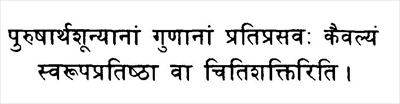 पुरुषार्थशून्यानां गुणानां प्रतिप्रसवः कैवल्यं
स्वरूपप्रतिष्ठा वा चितिशक्तिरिति ।